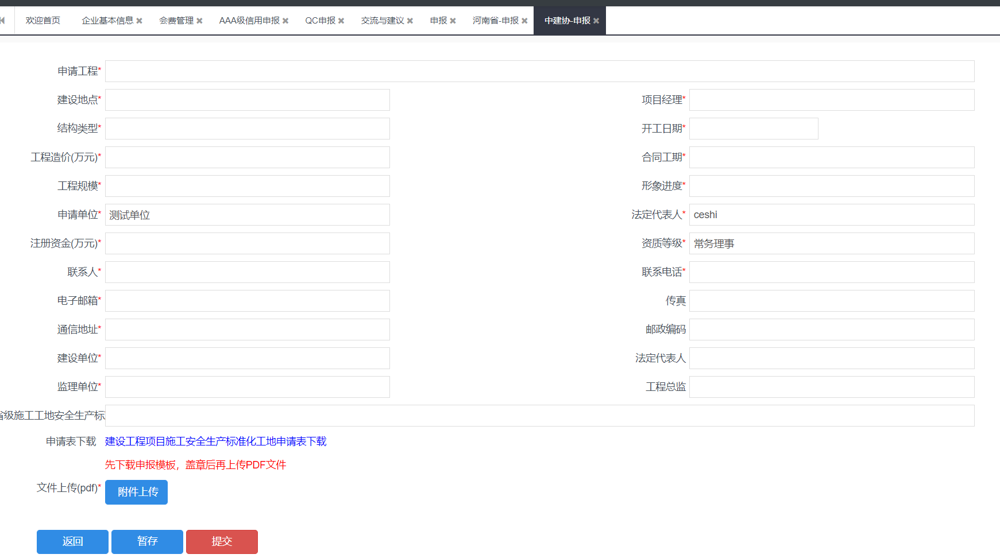 欢迎首页 企业基本信息 会费管理 AAA级信用申报 QC申报 交流与建议 申报 河南省-申报 中建协-申报
申请工程*
建设地点* 项目经理*
结构类型* 开工日期*
工程造价(万元)* 合同工期*
工程规模* 形象进度*
申请单位* 测试单位 法定代表人* ceshi
注册资金(万元)* 资质等级* 常务理事
联系人* 联系电话*
电子邮箱* 传真
通信地址* 邮政编码
建设单位* 法定代表人
监理单位* 工程总监
省级施工工地安全生产标
申请表下载 建设工程项目施工安全生产标准化工地申请表下载
先下载申报模板，盖章后再上传PDF文件
文件上传(pdf)* 附件上传
返回 暂存 提交